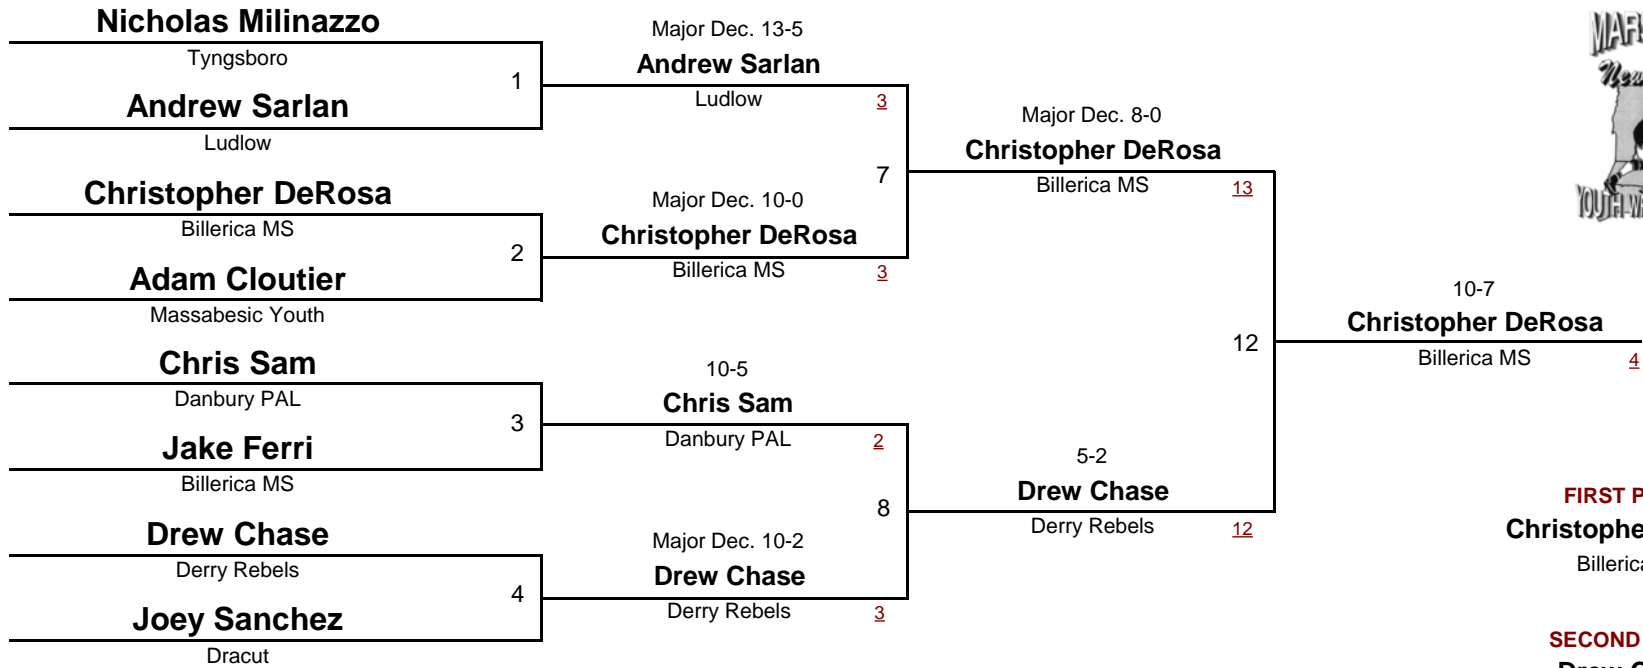 Nicholas Milinazzo
Tyngsboro
1
Andrew Sarlan
Ludlow
Christopher DeRosa
Billerica MS
2
Adam Cloutier
Massabesic Youth
Chris Sam
Danbury PAL
3
Jake Ferri
Billerica MS
Drew Chase
Derry Rebels
4
Joey Sanchez
Dracut
Major Dec. 13-5
Andrew Sarlan
Ludlow 3
7
Major Dec. 10-0
Christopher DeRosa
Billerica MS 3
10-5
Chris Sam
Danbury PAL 2
8
Major Dec. 10-2
Drew Chase
Derry Rebels 3
Major Dec. 8-0
Christopher DeRosa
Billerica MS 13
12
5-2
Drew Chase
Derry Rebels 12
10-7
Christopher DeRosa
Billerica MS 4
FIRST P
Christophe
Billerica
SECOND
Drew C
YOUTH